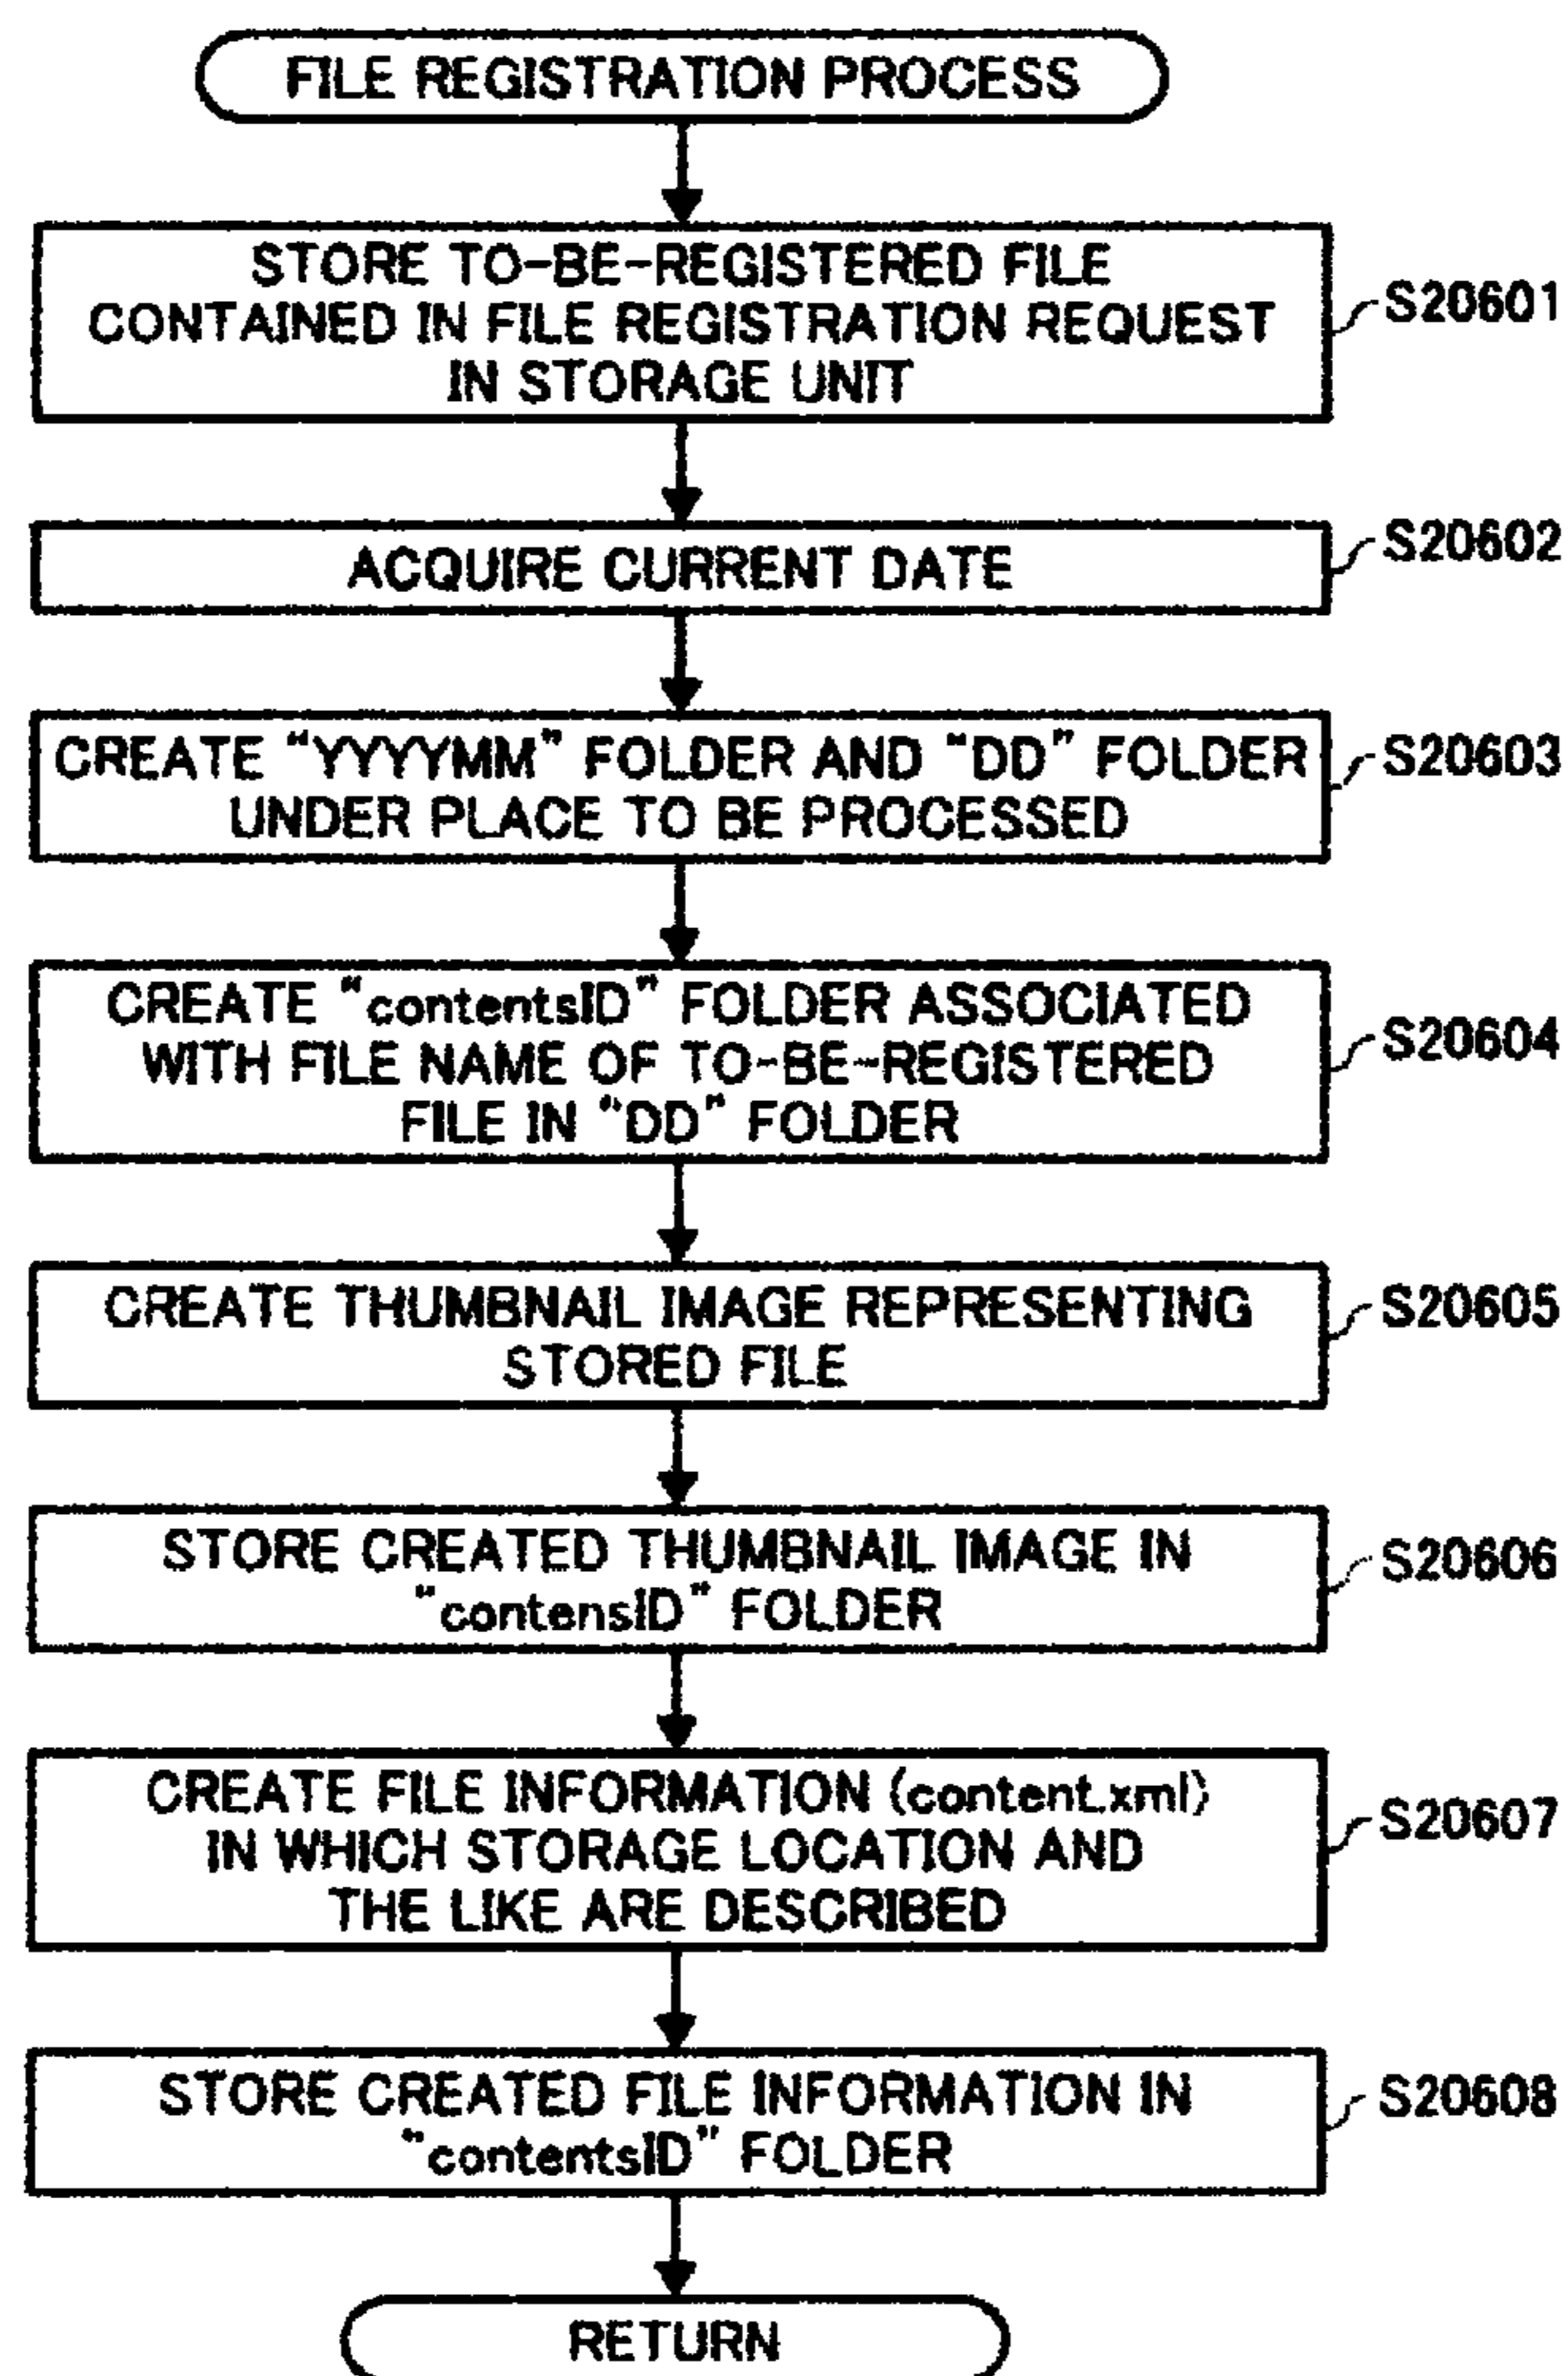 FILE REGISTRATION PROCESS
STORE TO-BE-REGISTERED FILE
CONTAINED IN FILE REGISTRATION REQUEST
IN STORAGE UNIT
S20601
ACQUIRE CURRENT DATE
S20602
CREATE "YYYYMM" FOLDER AND "DD" FOLDER
UNDER PLACE TO BE PROCESSED
S20603
CREATE "contentsID" FOLDER ASSOCIATED
WITH FILE NAME OF TO-BE-REGISTERED
FILE IN "DD" FOLDER
S20604
CREATE THUMBNAIL IMAGE REPRESENTING
STORED FILE
S20605
STORE CREATED THUMBNAIL IMAGE IN
"contensID" FOLDER
S20606
CREATE FILE INFORMATION (content.xml)
IN WHICH STORAGE LOCATION AND
THE LIKE ARE DESCRIBED
S20607
STORE CREATED FILE INFORMATION IN
"contentsID" FOLDER
S20608
RETURN